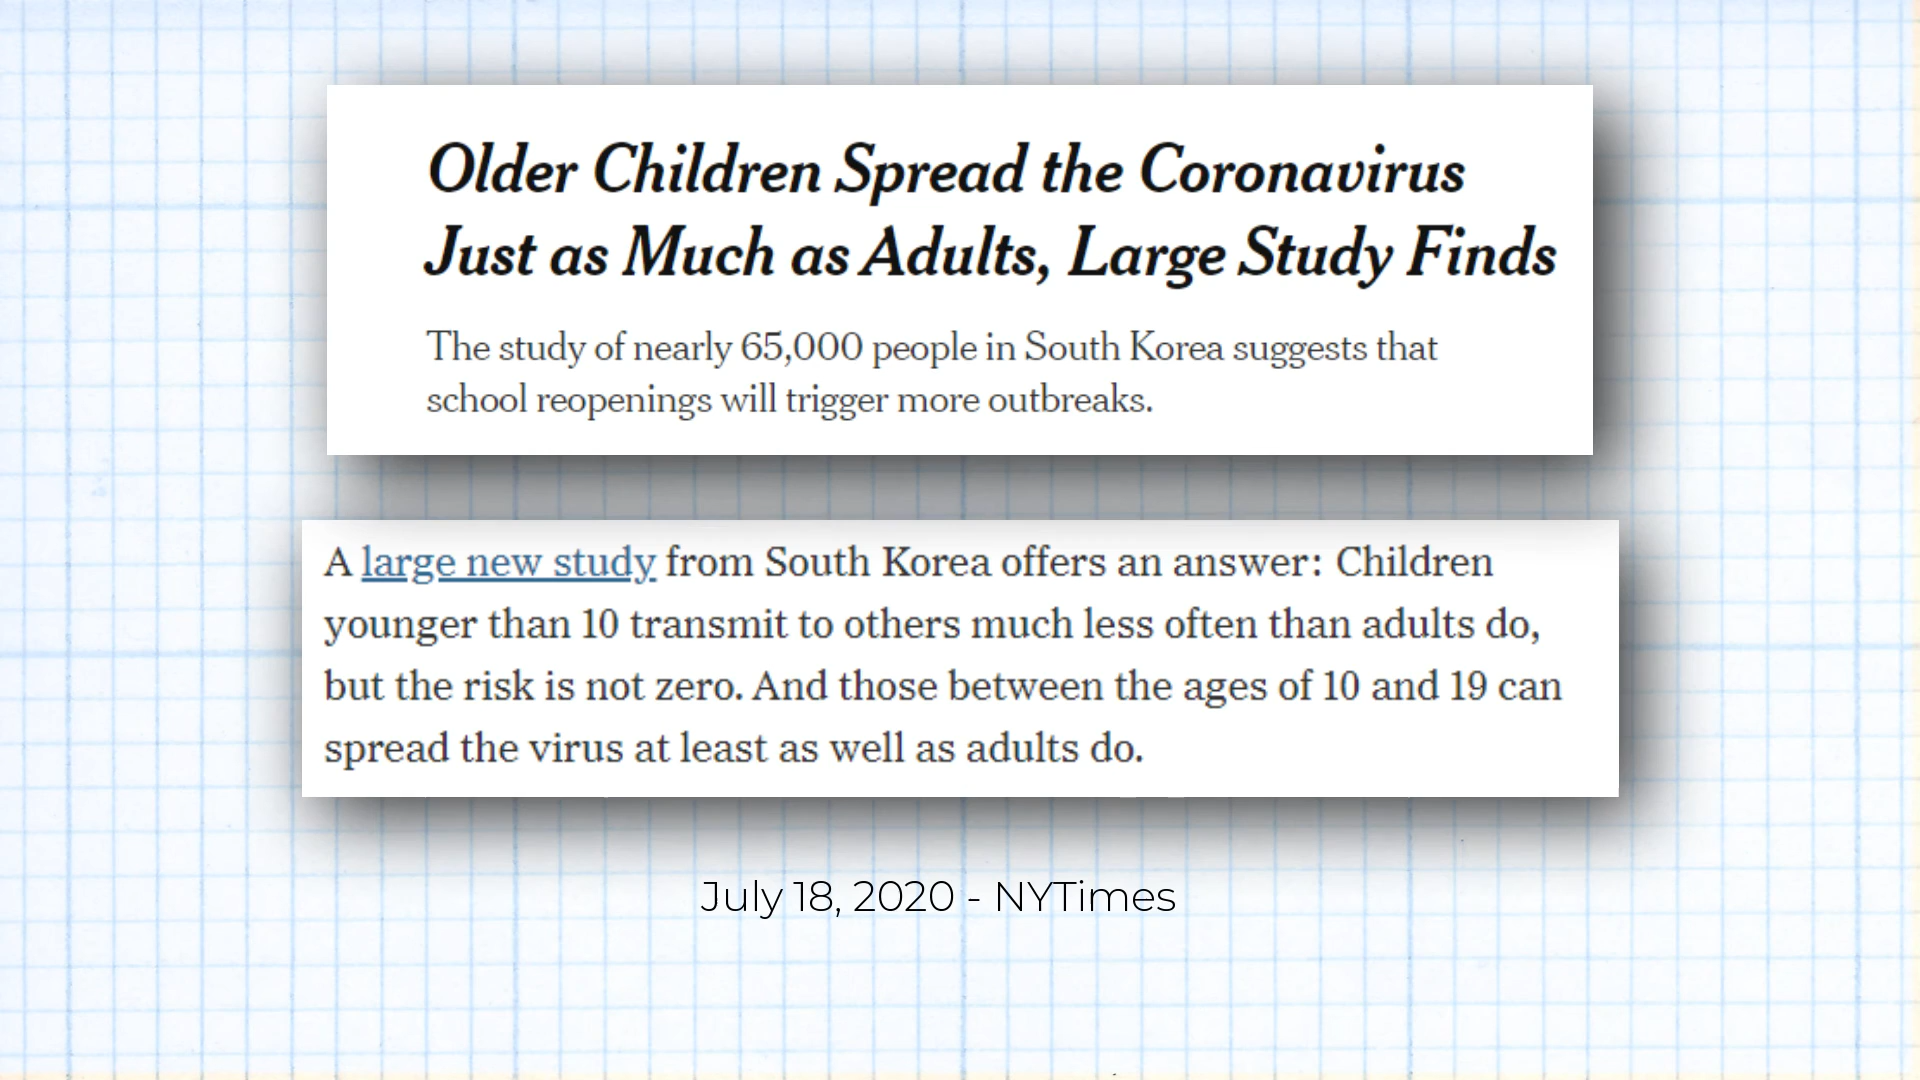 Older Children Spread the Coronavirus
Just as Much as Adults, Large Study Finds
The study of nearly 65,000 people in South Korea suggests that
school reopenings will trigger more outbreaks.
A large new study from South Korea offers an answer: Children
younger than 10 transmit to others much less often than adults do,
but the risk is not zero. And those between the ages of 10 and 19 can
spread the virus at least as well as adults do.
July 18, 2020 - NYTimes